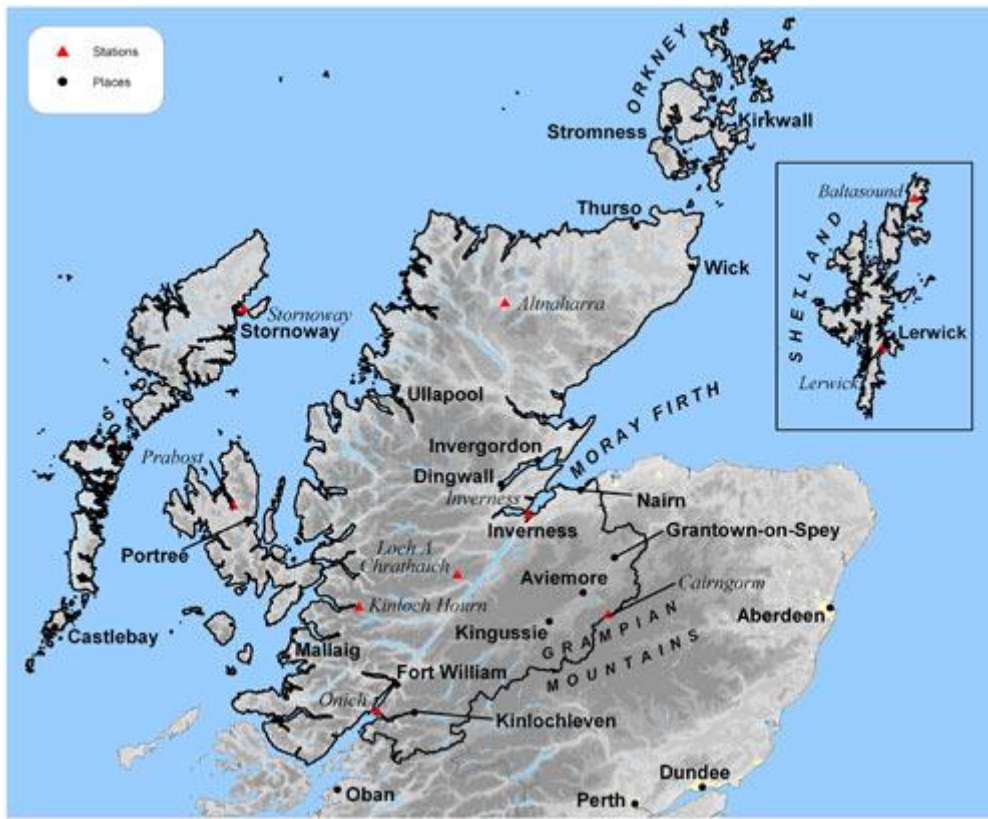 Stations
Places
ORKNEY
Stromness
Kirkwall
Thurso
Wick
Baltasound
SHEILAND
Lerwick
Lerwick
Altnaharra
Stornoway
Stornoway
Ullapool
MORAY FIRTH
Invergordon
Dingwall
Prabost
Inverness
Nairn
Inverness
Grantown-on-Spey
Portree
Loch A
Chrathaich
Aviemore
Cairngorm
Kinloch Hourn
Aberdeen
Castlebay
Kingussie
GRAMPIAN
MOUNTAINS
Mallaig
Fort William
Onich
Kinlochleven
Dundee
Oban
Perth